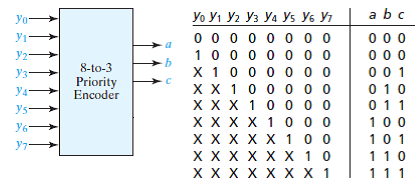 y0
y1
y2
y3
y4
y5
y6
y7
8-to-3
Priority
Encoder
a
b
c
y0 y1 y2 y3 y4 y5 y6 y7 a b c
0 0 0 0 0 0 0 0 0 0 0
1 0 0 0 0 0 0 0 0 0 0
X 1 0 0 0 0 0 0 0 0 1
X X 1 0 0 0 0 0 0 1 0
X X X 1 0 0 0 0 0 1 1
X X X X 1 0 0 0 1 0 0
X X X X X 1 0 0 1 0 1
X X X X X X 1 0 1 1 0
X X X X X X X 1 1 1 1